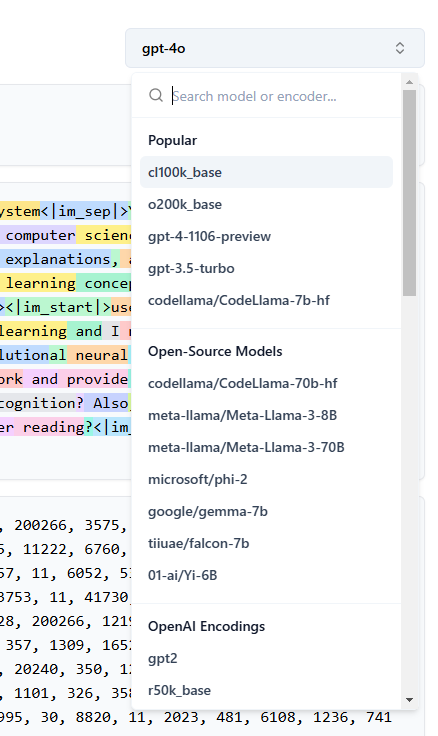 gpt-4o
Search model or encoder...
Popular
cl100k_base
o200k_base
gpt-4-1106-preview
gpt-3.5-turbo
codellama/CodeLlama-7b-hf
Open-Source Models
codellama/CodeLlama-70b-hf
meta-llama/Meta-Llama-3-8B
meta-llama/Meta-Llama-3-70B
microsoft/phi-2
google/gemma-7b
tiiuae/falcon-7b
01-ai/Yi-6B
OpenAI Encodings
gpt2
r50k_base
ystem<|im_sep|>
computer scien
explanations,
learning concep
><|im_start|>us
learning and I
lutional neural
ork and provide
cognition? Also
er reading?<|im_
, 200266, 3575,
5, 11222, 6760,
57, 11, 6052,
3753, 11, 41730,
28, 200266, 1219
, 357, 1309, 1652
, 20240, 350,
, 1101, 326, 358
995, 30, 8820, 11, 2023, 481, 6108, 1236, 741